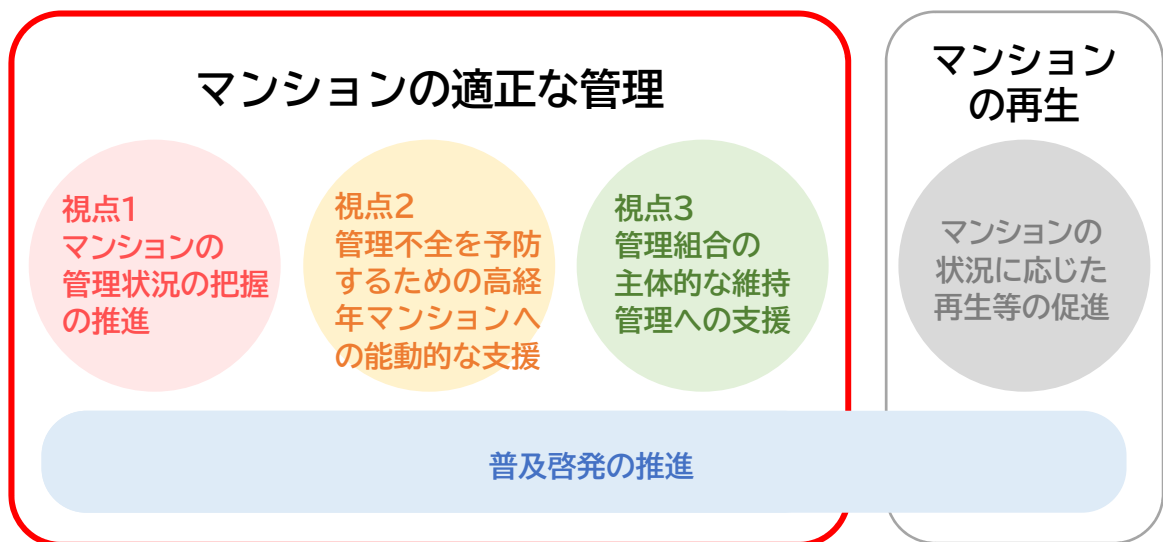 マンションの適正な管理
視点1
マンションの
管理状況の把握
の推進
視点2
管理不全を予防
するための高経
年マンションへ
の能動的な支援
視点3
管理組合の
主体的な維持
管理への支援
マンション
の再生
マンションの
状況に応じた
再生等の促進
普及啓発の推進